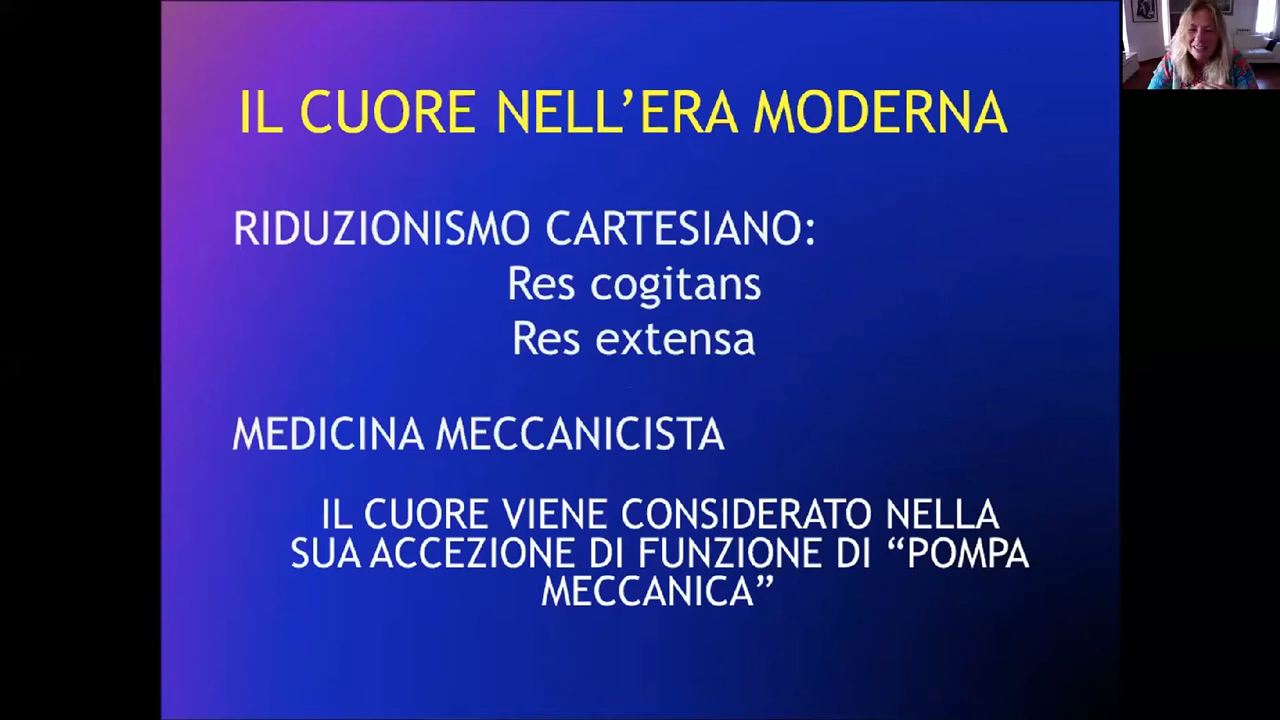 IL CUORE NELL’ERA MODERNA
RIDUZIONISMO CARTESIANO:
Res cogitans
Res extensa
MEDICINA MECCANICISTA
IL CUORE VIENE CONSIDERATO NELLA
SUA ACCEZIONE DI FUNZIONE DI “POMPA
MECCANICA”